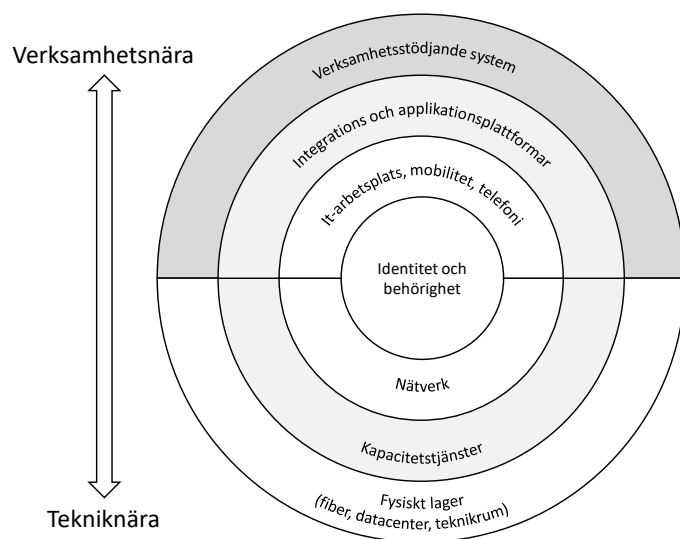 Verksamhetsnära
Verksamhetsstödjande system
Integrations och applikationsplattformar
It-arbetsplats, mobilitet, telefoni
Identitet och
behörighet
Nätverk
Kapacitetstjänster
Fysiskt lager
(fiber, datacenter, teknikrum)
Tekniknära